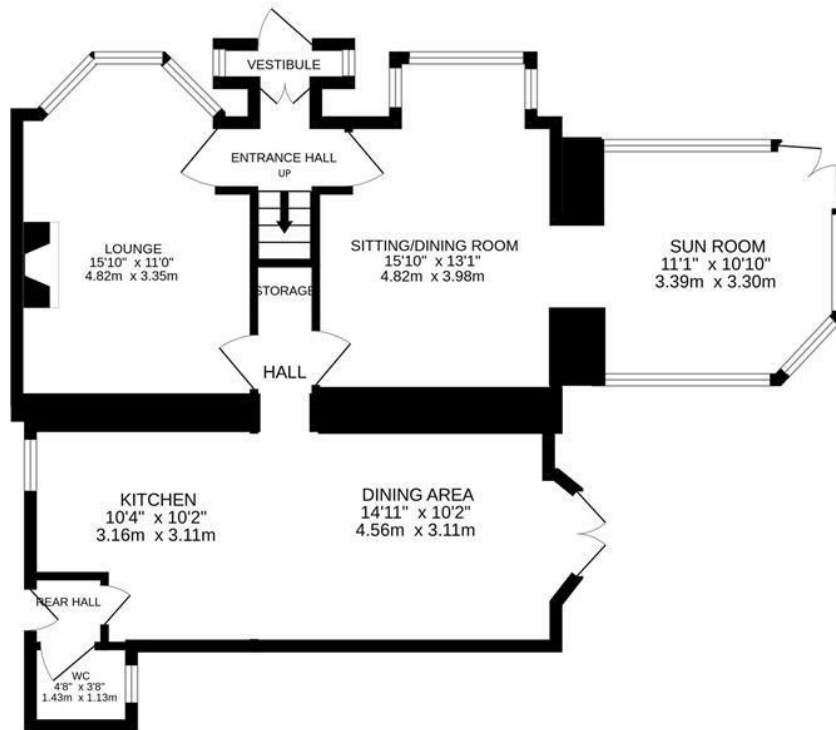 VESTIBULE
ENTRANCE HALL
UP
LOUNGE
15'10" x 11'0"
4.82m x 3.35m
SITTING/DINING ROOM
15'10" x 13'1"
4.82m x 3.98m
SUN ROOM
11'1" x 10'10"
3.39m x 3.30m
STORAGE
HALL
KITCHEN
10'4" x 10'2"
3.16m x 3.11m
DINING AREA
14'11" x 10'2"
4.56m x 3.11m
REAR HALL
WC
4'8" x 3'8"
1.43m x 1.13m